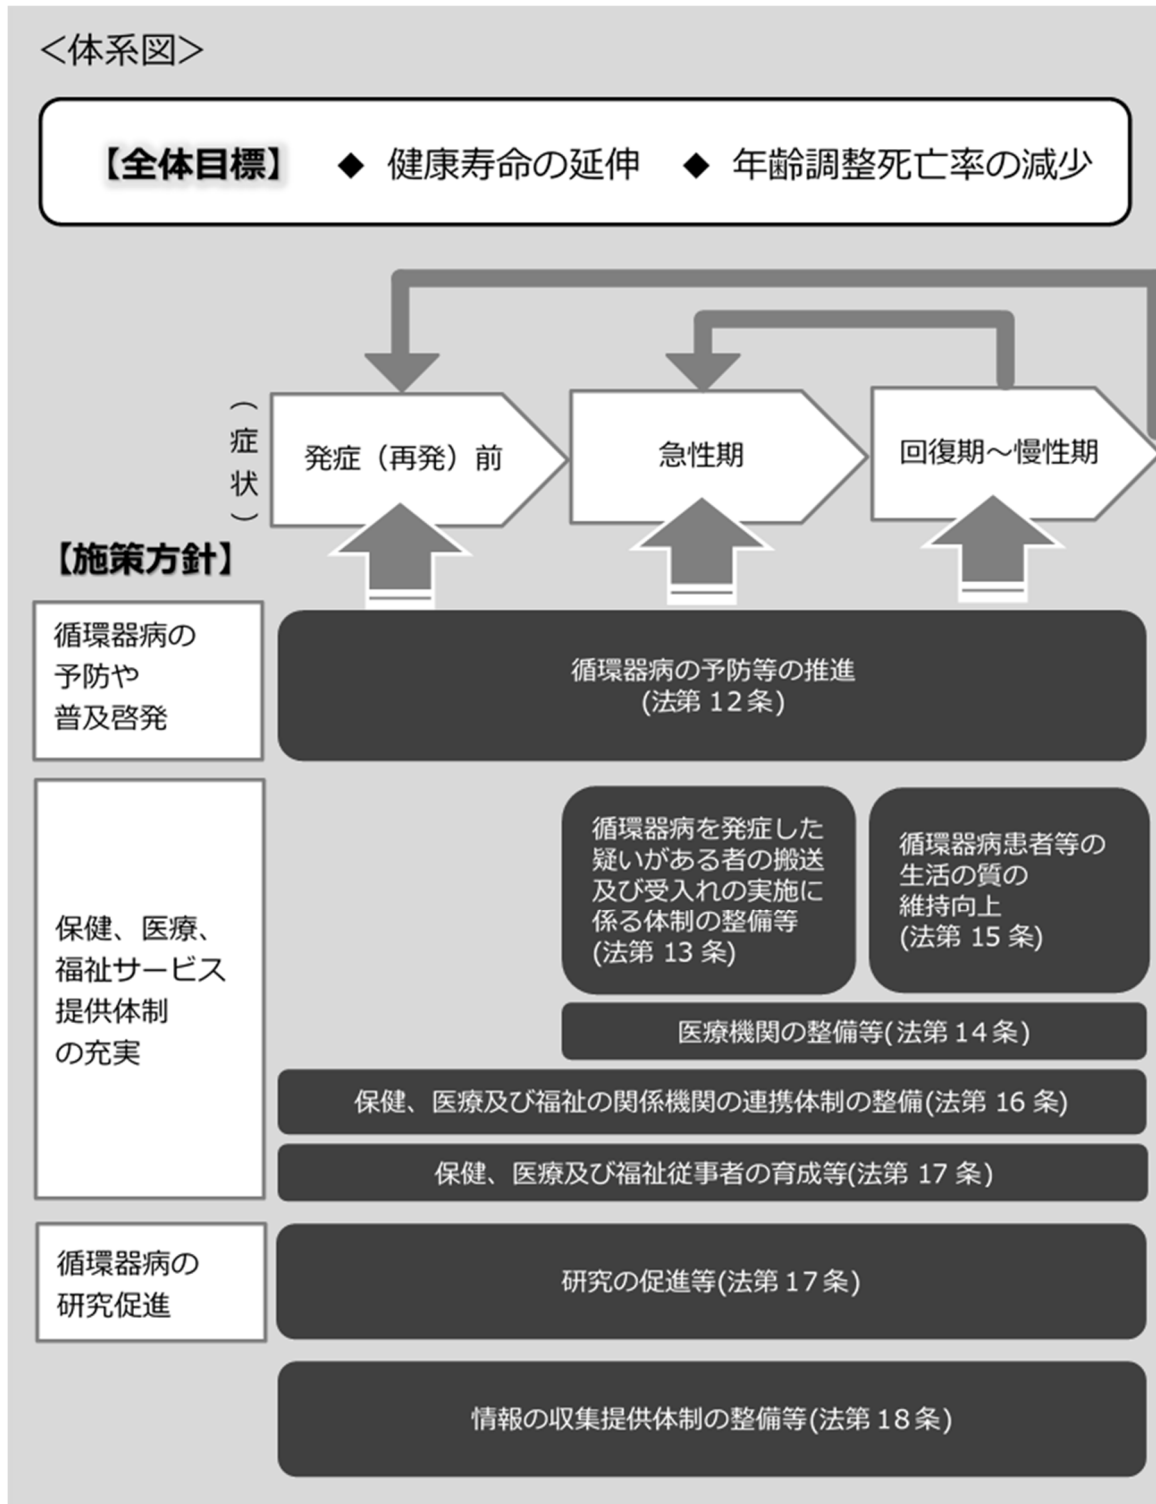 ＜体系図＞
【全体目標】 ◆ 健康寿命の延伸 ◆ 年齢調整死亡率の減少
（症状）
発症（再発）前
急性期
回復期～慢性期
【施策方針】
循環器病の
予防や
普及啓発
循環器病の予防等の推進
(法第 12 条)
保健、医療、
福祉サービス
提供体制
の充実
循環器病を発症した
疑いがある者の搬送
及び受入れの実施に
係る体制の整備等
(法第 13 条)
循環器病患者等の
生活の質の
維持向上
(法第 15 条)
医療機関の整備等(法第 14 条)
保健、医療及び福祉の関係機関の連携体制の整備(法第 16 条)
保健、医療及び福祉従事者の育成等(法第 17 条)
循環器病の
研究促進
研究の促進等(法第 17 条)
情報の収集提供体制の整備等(法第 18 条)